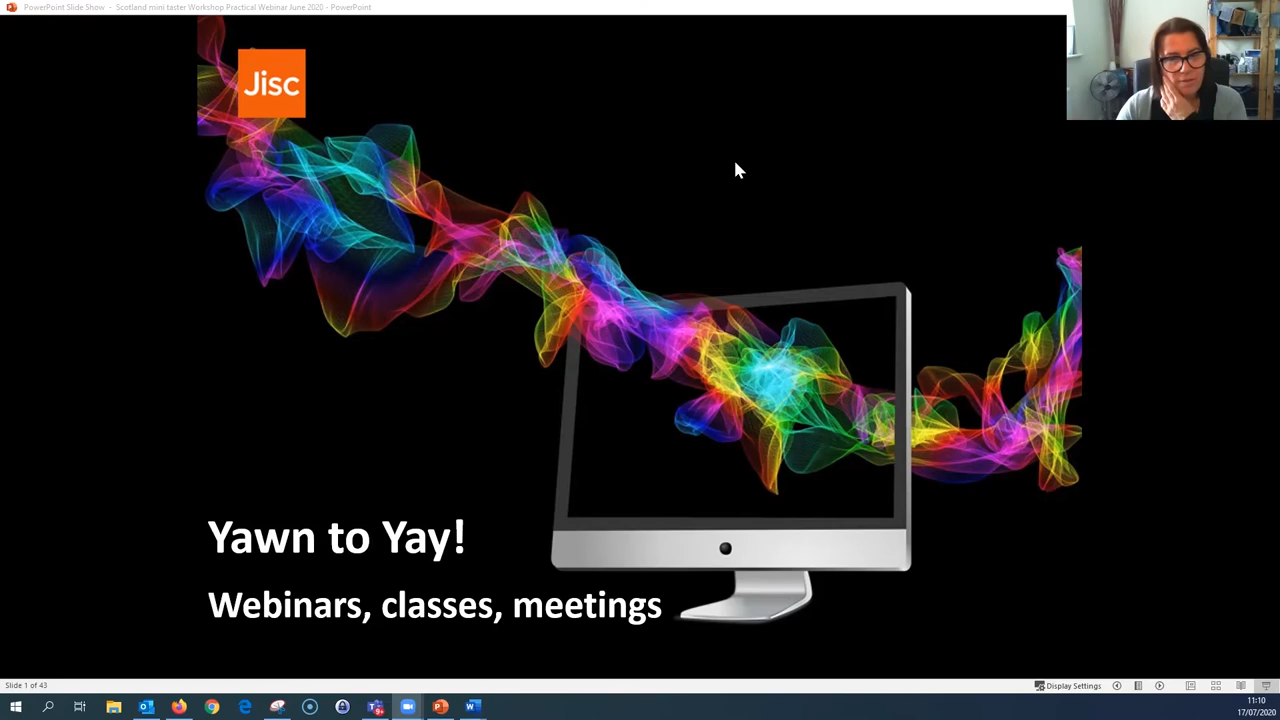 PowerPoint Slide Show - Scotland mini taster Workshop Practical Webinar June 2020 - PowerPoint
Jisc
Yawn to Yay!
Webinars, classes, meetings
Slide 1 of 43
Display Settings
9+
11:10
17/07/2020